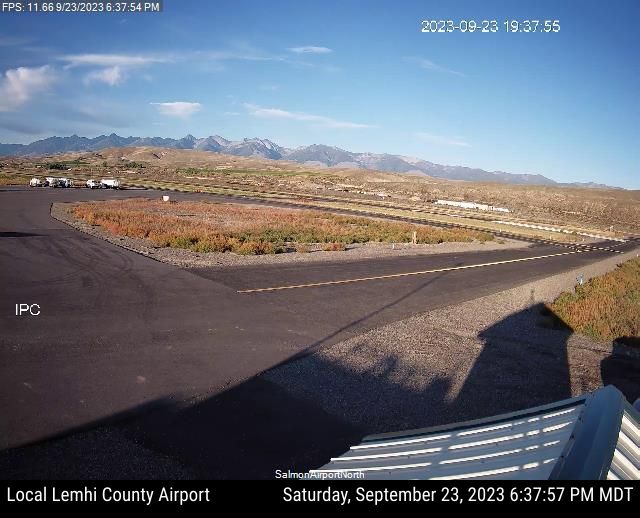 FPS: 11.66 9/23/2023 6:37:54 PM
2023-09-23 19:37:55
IPC
SalmonAirportNorth
Local Lemhi County Airport Saturday, September 23, 2023 6:37:57 PM MDT